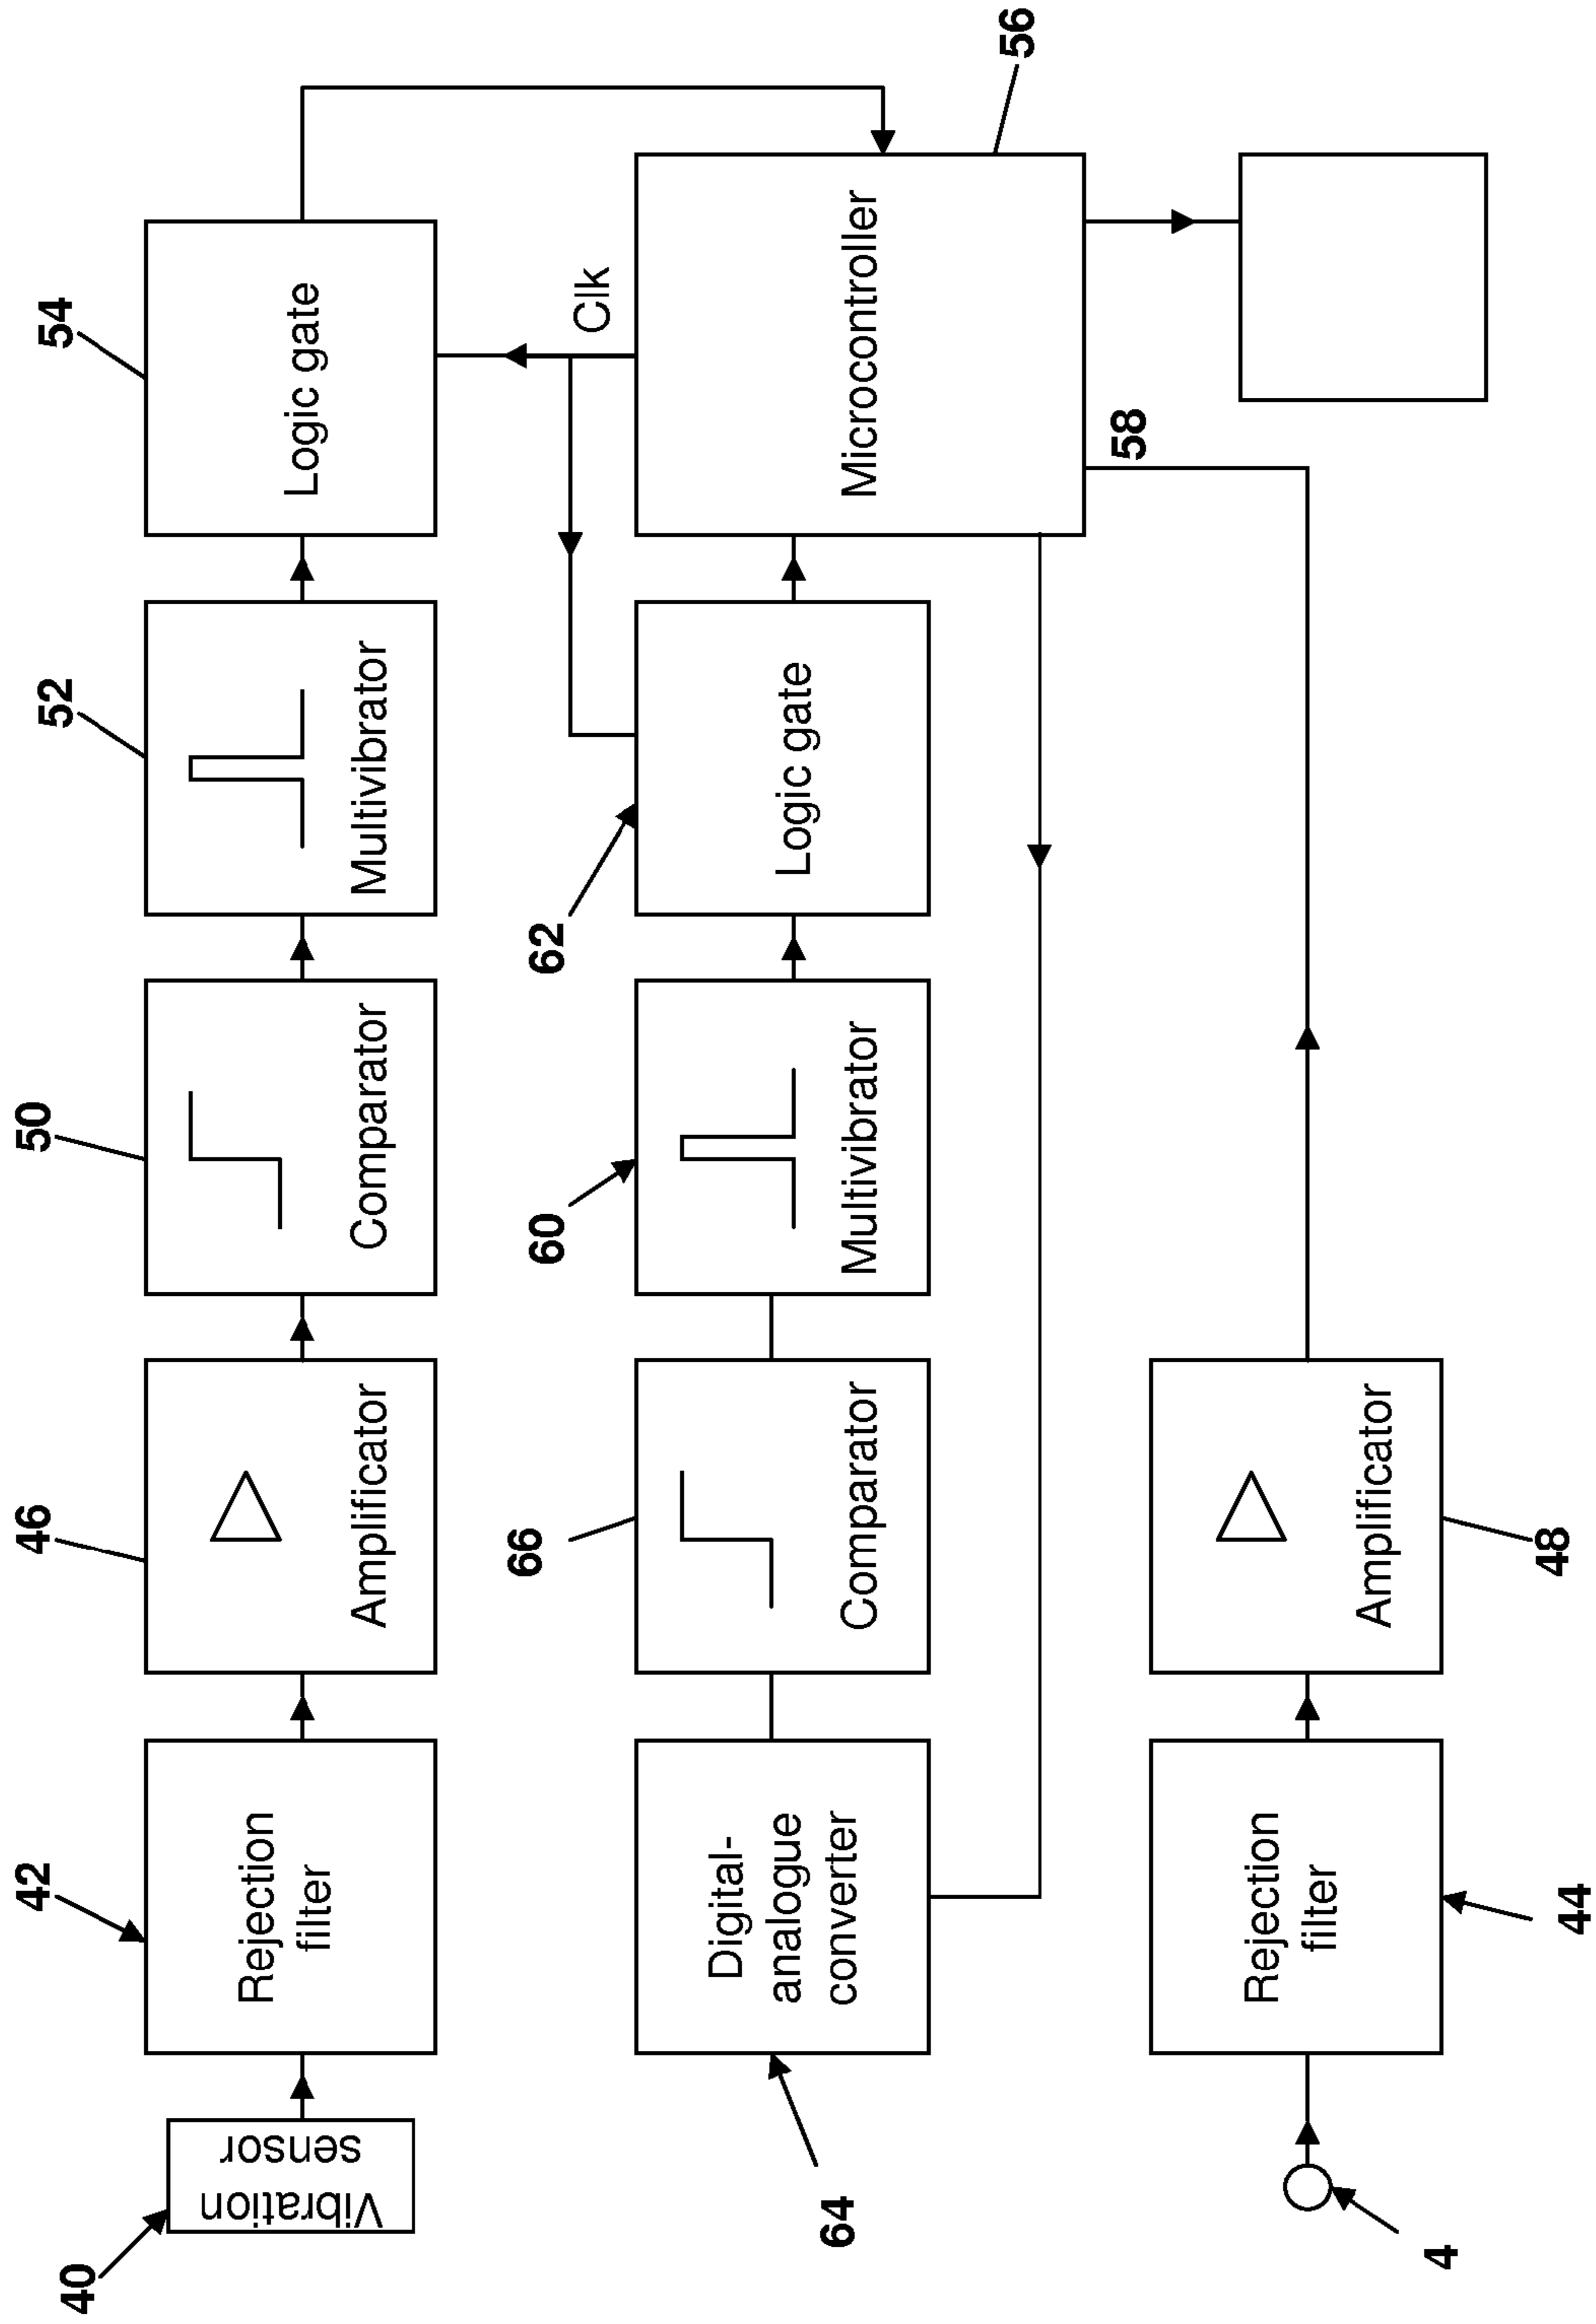 40
Vibration
sensor
42
Rejection
filter
46
Amplificator
50
Comparator
52
Multivibrator
54
Logic gate
64
Digital-
analogue
converter
66
Comparator
60
Multivibrator
62
Logic gate
Clk
Microcontroller
56
4
Rejection
filter
44
Amplificator
48
58